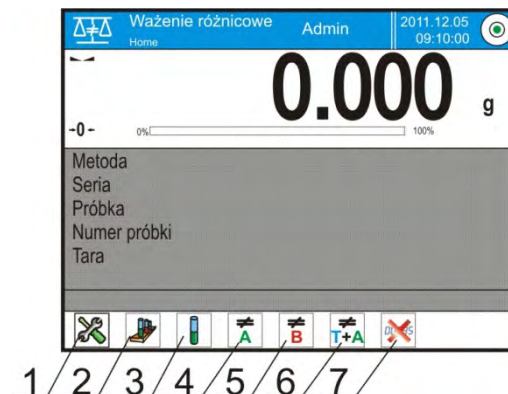 Ważenie różnicowe
Home
Admin
2011.12.05
09:10:00
0.000 g
-0-
0%
100%
Metoda
Seria
Próbka
Numer próbki
Tara
≠ A
≠ B
≠ T+A
1 2 3 4 5 6 7